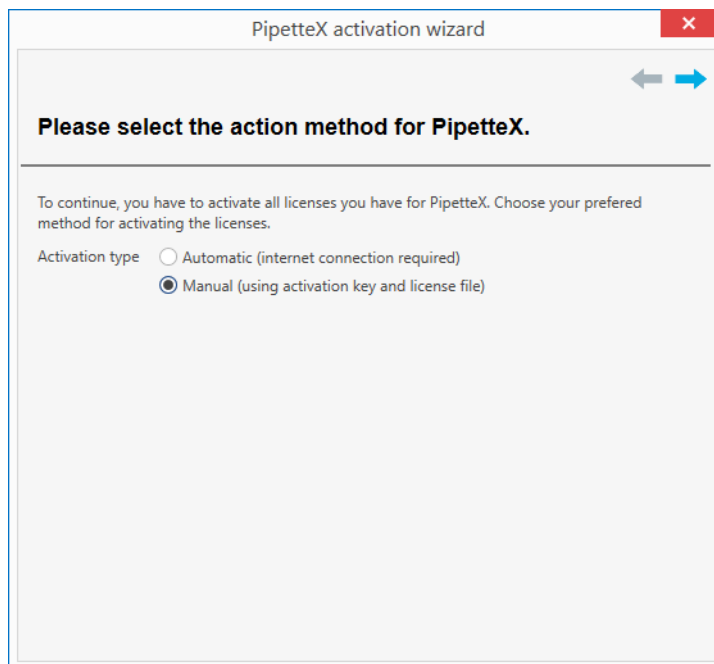 PipetteX activation wizard
Please select the action method for PipetteX.
To continue, you have to activate all licenses you have for PipetteX. Choose your prefered
method for activating the licenses.
Activation type
Automatic (internet connection required)
Manual (using activation key and license file)